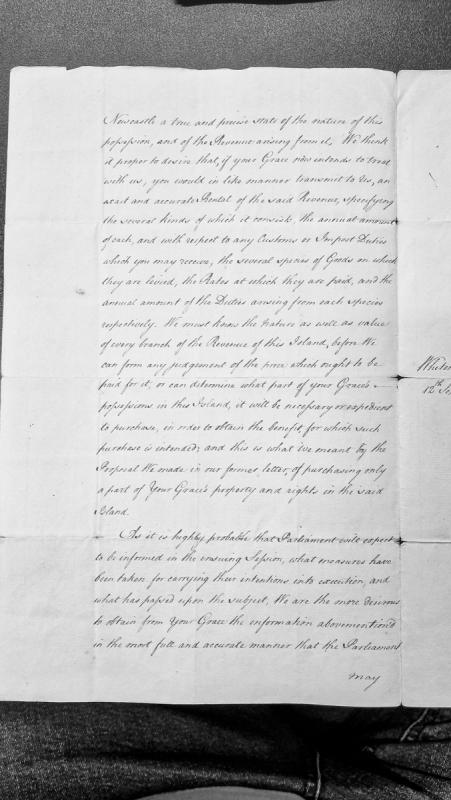 Newcastle a true and precise state of the nature of this
possession, and of the Revenue arising from it, We think
it proper to desire that, if your Grace now intends to treat
with us, you would in like manner transmit to Us, an
exact and accurate Rental of the said Revenue, specifying
the several kinds of which it consists, the annual amount
of each, and with respect to any Customs or Import Duties
which you may receive, the several species of Goods on which
they are levied, the Rates at which they are paid, and the
annual amount of the Duties arising from each species
respectively. We must know the Nature as well as value
of every branch of the Revenue of this Island, before We
can form any judgement of the price which ought to be
paid for it, or can determine what part of your Grace's
possessions in this Island, it will be necessary or expedient
to purchase, in order to obtain the benefit, for which such
purchase is intended; and this is what we meant by the
Proposal We made in our former letter, of purchasing only
a part of Your Grace's property and rights in the said
Island.
As it is highly probable that Parliament will expect
to be informed in the ensuing Session, what measures have
been taken for carrying their intentions into execution, and
what has passed upon the subject, We are the more desirous
to obtain from Your Grace the information abovemention'd
in the most full and accurate manner that the Parliament
may
12th